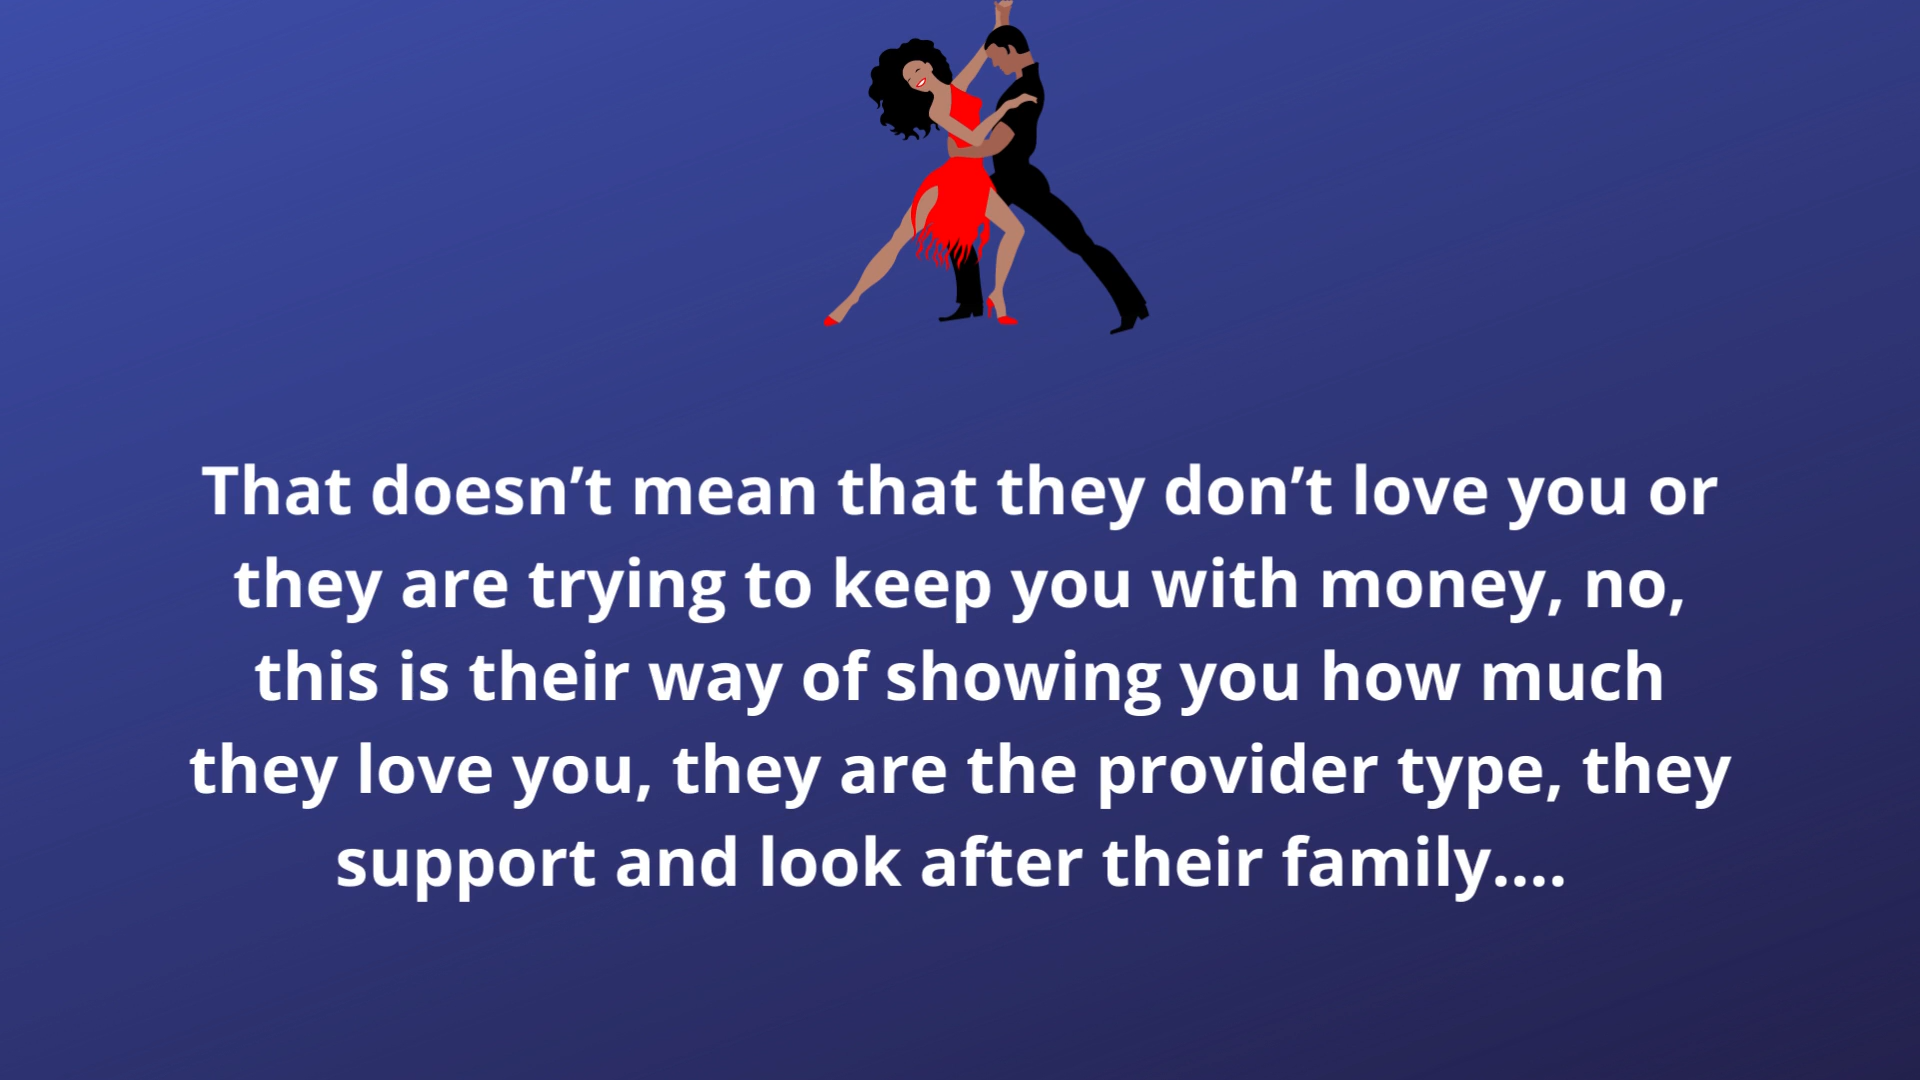 That doesn’t mean that they don’t love you or
they are trying to keep you with money, no,
this is their way of showing you how much
they love you, they are the provider type, they
support and look after their family....